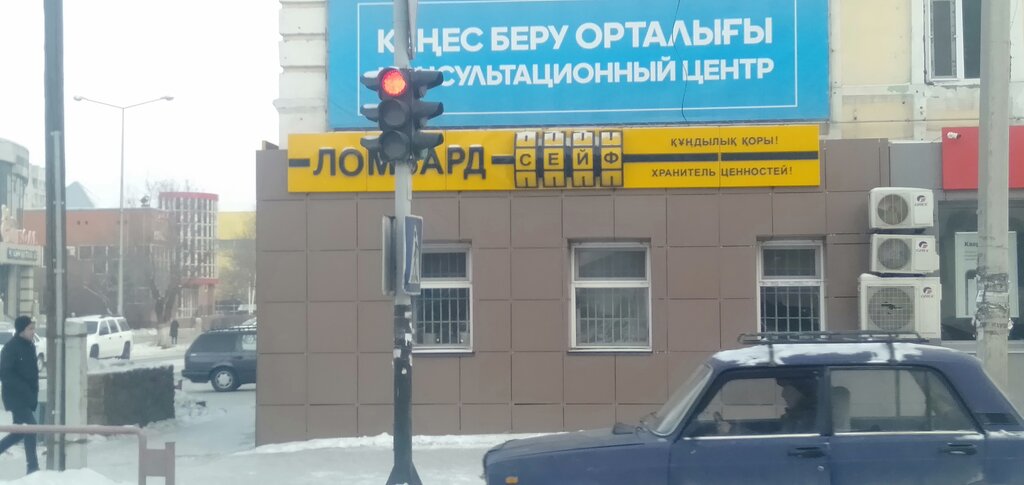 КЕҢЕС БЕРУ ОРТАЛЫҒЫ
КОНСУЛЬТАЦИОННЫЙ ЦЕНТР
ЛОМБАРД СЕЙФ
ҚҰНДЫЛЫҚ ҚОРЫ!
ХРАНИТЕЛЬ ЦЕННОСТЕЙ!